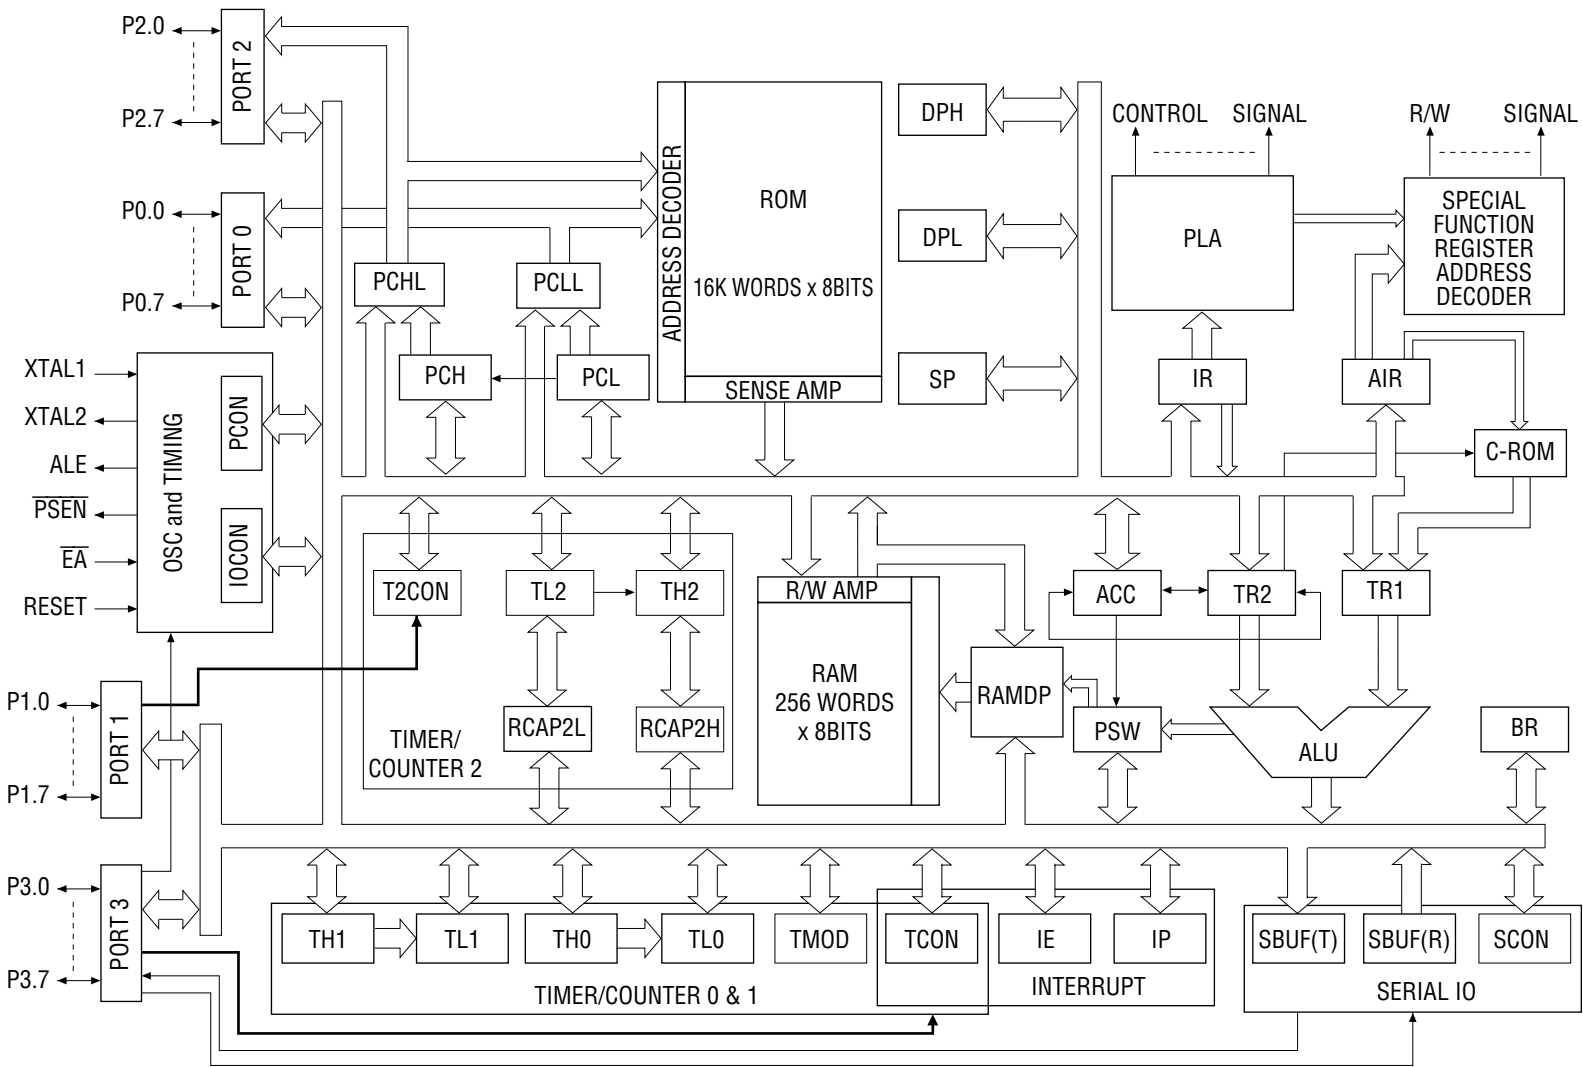 P2.0
P2.7
PORT 2
P0.0
P0.7
PORT 0
XTAL1
XTAL2
ALE
PSEN
EA
RESET
OSC and TIMING
PCON
IOCON
P1.0
P1.7
PORT 1
P3.0
P3.7
PORT 3
PCHL
PCLL
PCH
PCL
ADDRESS DECODER
ROM
16K WORDS x 8BITS
SENSE AMP
DPH
DPL
SP
CONTROL SIGNAL
PLA
IR
R/W SIGNAL
SPECIAL
FUNCTION
REGISTER
ADDRESS
DECODER
AIR
C-ROM
T2CON
TL2
TH2
RCAP2L
RCAP2H
TIMER/
COUNTER 2
R/W AMP
RAM
256 WORDS
x 8BITS
RAMDP
ACC
TR2
TR1
PSW
ALU
BR
TH1
TL1
TH0
TL0
TMOD
TCON
IE
IP
TIMER/COUNTER 0 & 1
INTERRUPT
SBUF(T)
SBUF(R)
SCON
SERIAL IO